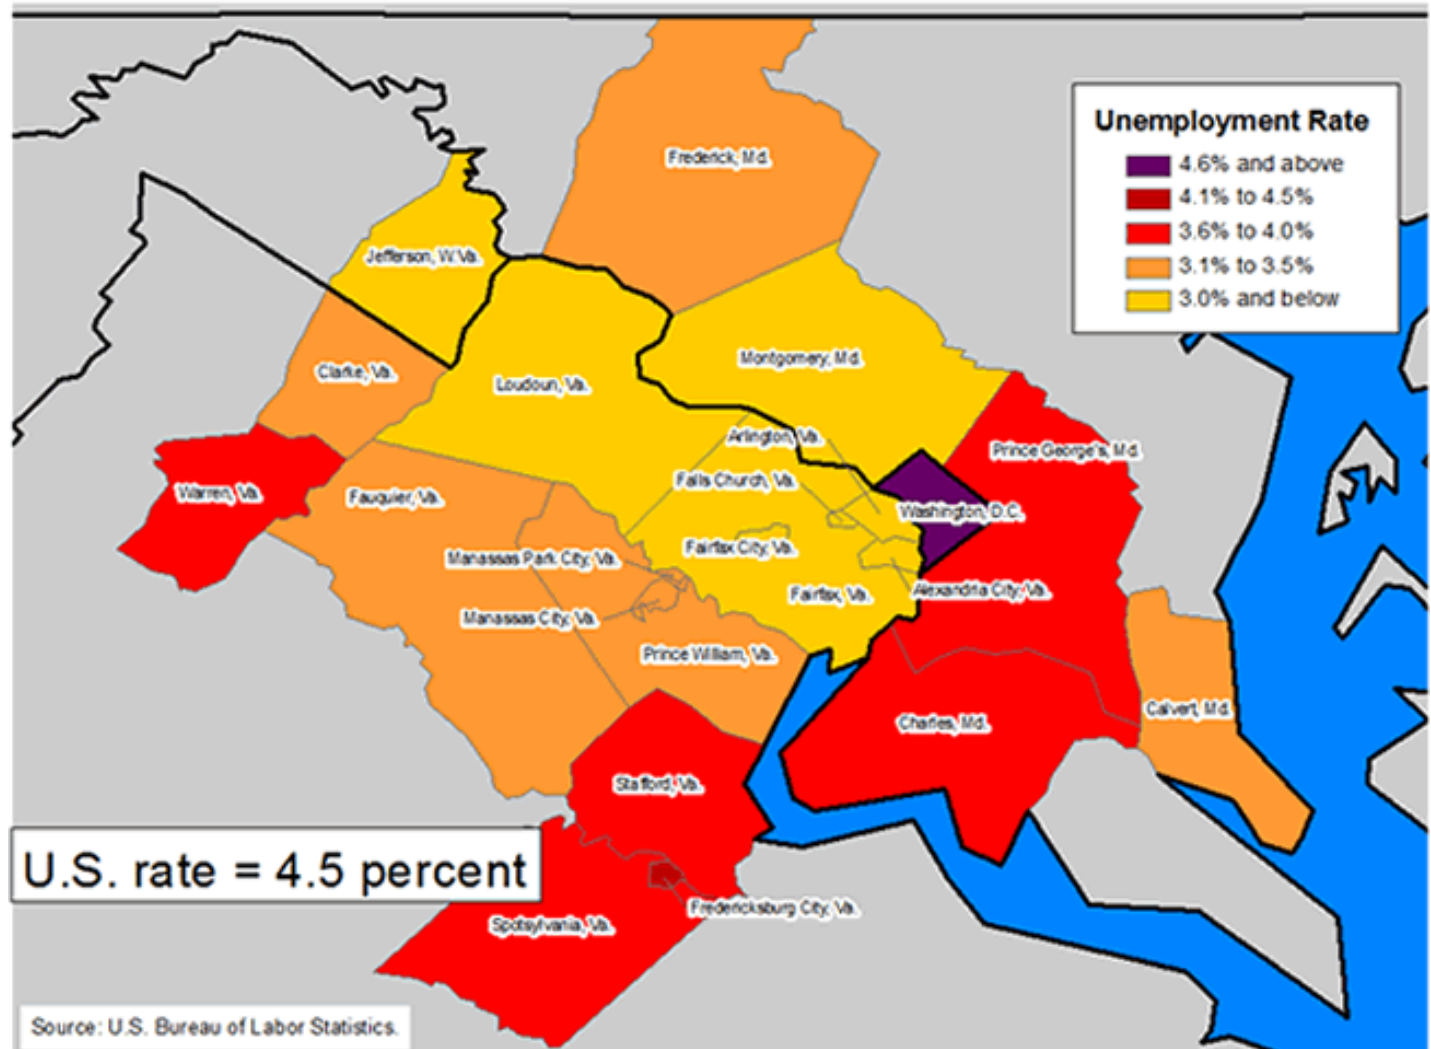 Unemployment Rate
4.6% and above
4.1% to 4.5%
3.6% to 4.0%
3.1% to 3.5%
3.0% and below
Frederick, Md.
Jefferson, W.Va.
Montgomery, Md.
Clarke, Va.
Loudoun, Va.
Arlington, Va.
Prince George's, Md.
Falls Church, Va.
Warren, Va.
Fauquier, Va.
Washington, D.C.
Fairfax City, Va.
Manassas Park City, Va.
Fairfax, Va.
Alexandria City, Va.
Manassas City, Va.
Prince William, Va.
Calvert, Md.
Charles, Md.
Stafford, Va.
U.S. rate = 4.5 percent
Fredericksburg City, Va.
Spotsylvania, Va.
Source: U.S. Bureau of Labor Statistics.